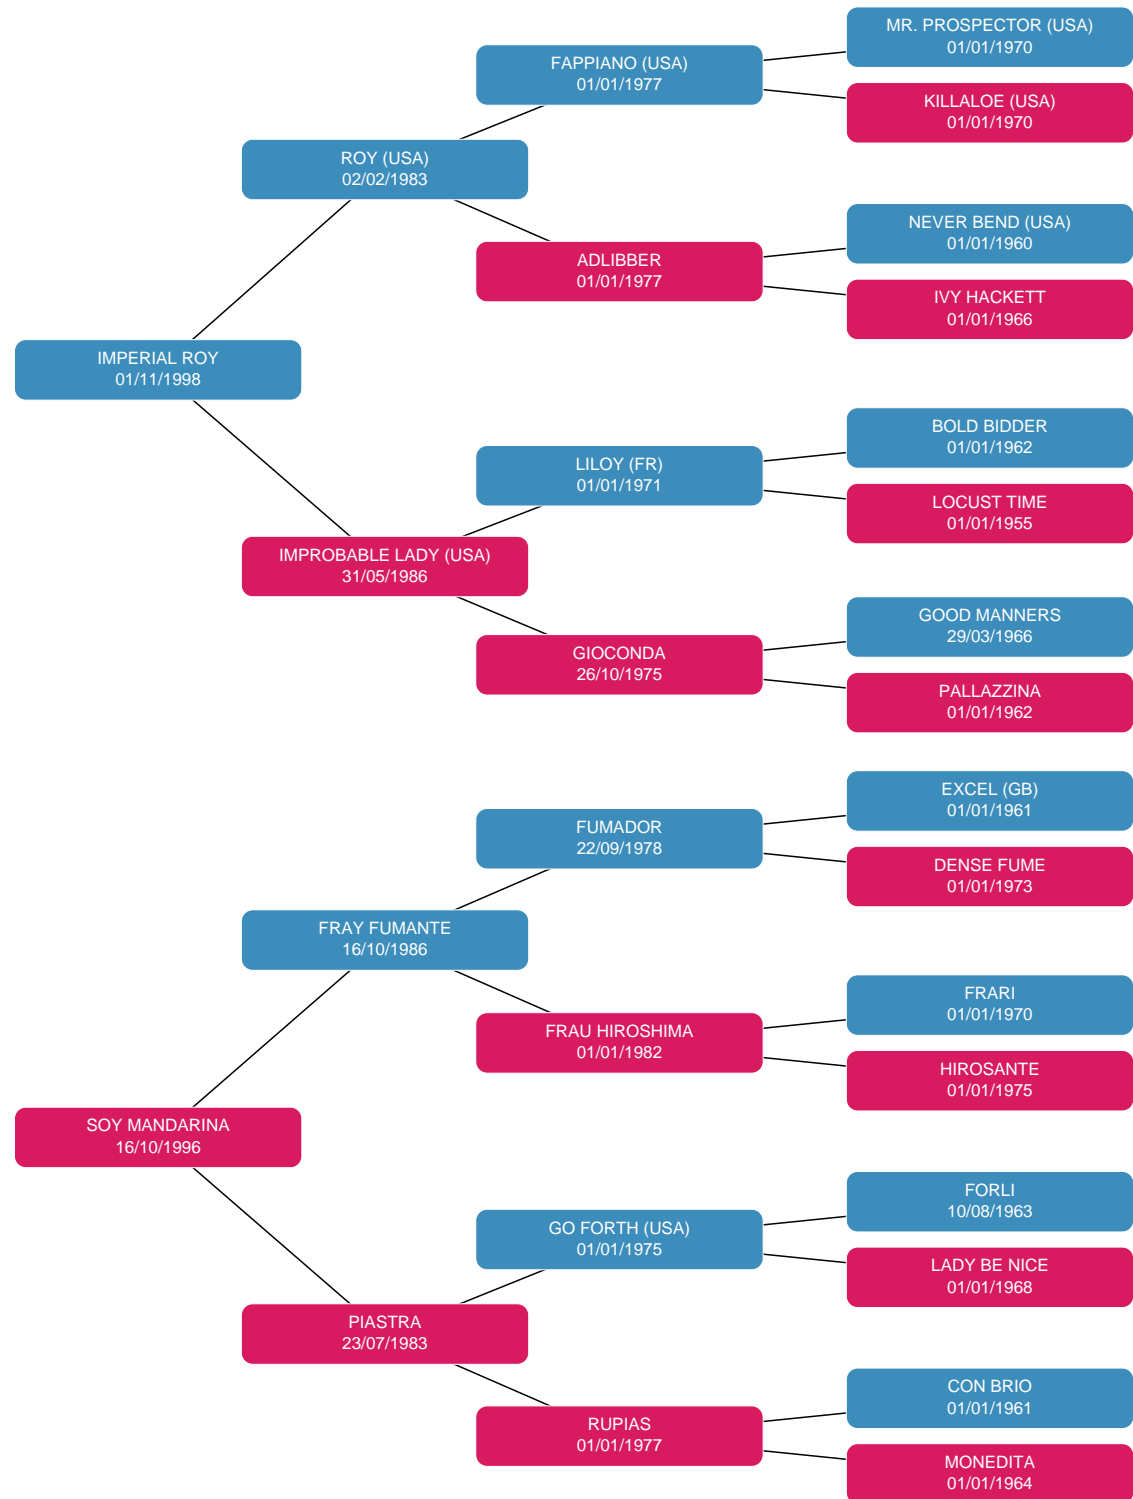 MR. PROSPECTOR (USA)
01/01/1970
FAPPIANO (USA)
01/01/1977
KILLALOE (USA)
01/01/1970
ROY (USA)
02/02/1983
NEVER BEND (USA)
01/01/1960
ADLIBBER
01/01/1977
IVY HACKETT
01/01/1966
IMPERIAL ROY
01/11/1998
BOLD BIDDER
01/01/1962
LILOY (FR)
01/01/1971
LOCUST TIME
01/01/1955
IMPROBABLE LADY (USA)
31/05/1986
GOOD MANNERS
29/03/1966
GIOCONDA
26/10/1975
PALLAZZINA
01/01/1962
EXCEL (GB)
01/01/1961
FUMADOR
22/09/1978
DENSE FUME
01/01/1973
FRAY FUMANTE
16/10/1986
FRARI
01/01/1970
FRAU HIROSHIMA
01/01/1982
HIROSANTE
01/01/1975
SOY MANDARINA
16/10/1996
FORLI
10/08/1963
GO FORTH (USA)
01/01/1975
LADY BE NICE
01/01/1968
PIASTRA
23/07/1983
CON BRIO
01/01/1961
RUPIAS
01/01/1977
MONEDITA
01/01/1964